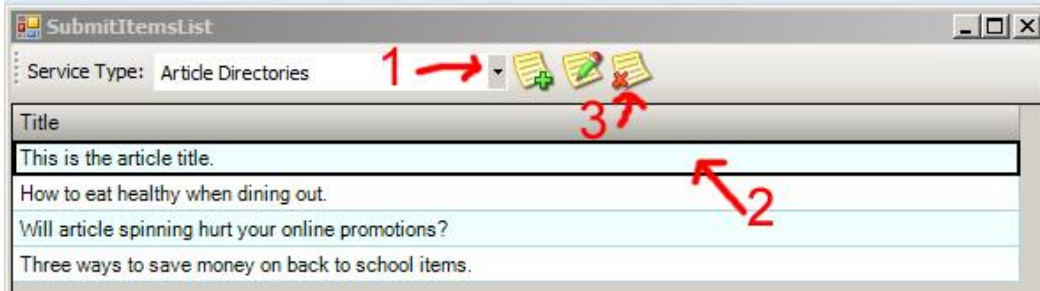 SubmitItemsList
Service Type: Article Directories 1
3
Title
This is the article title.
2
How to eat healthy when dining out.
Will article spinning hurt your online promotions?
Three ways to save money on back to school items.